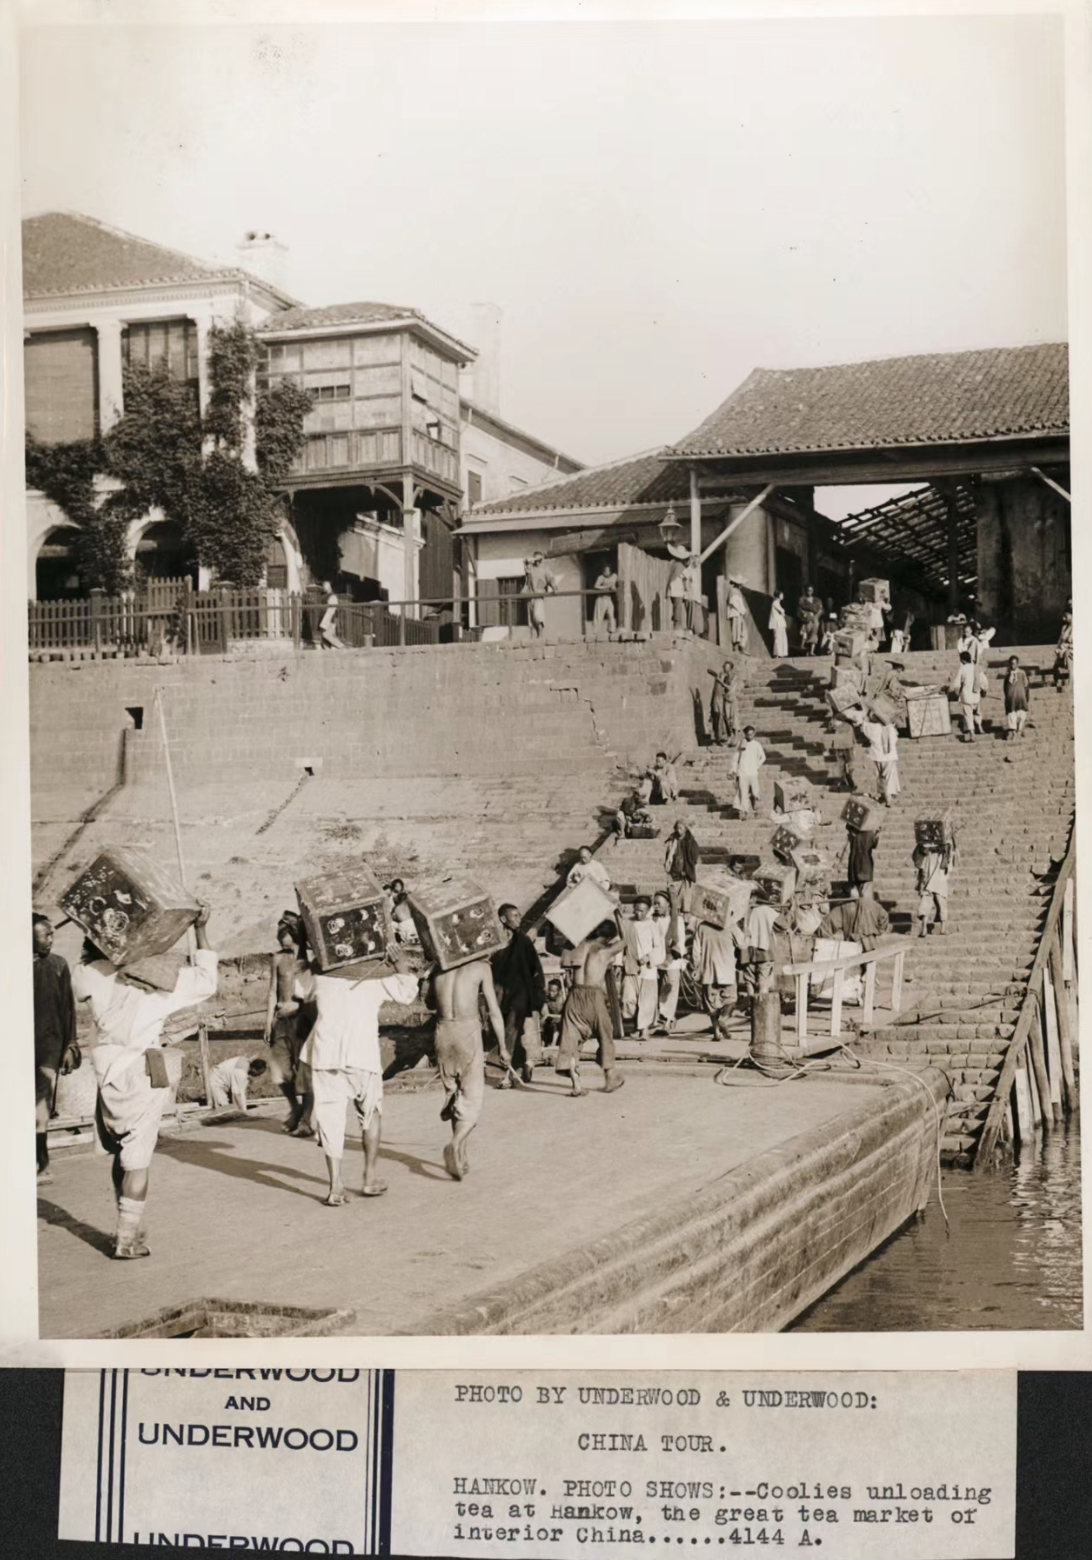 UNDERWOOD
AND
UNDERWOOD
UNDERWOOD
PHOTO BY UNDERWOOD & UNDERWOOD:
CHINA TOUR.
HANKOW. PHOTO SHOWS:--Coolies unloading
tea at Hankow, the great tea market of
interior China......4144 A.